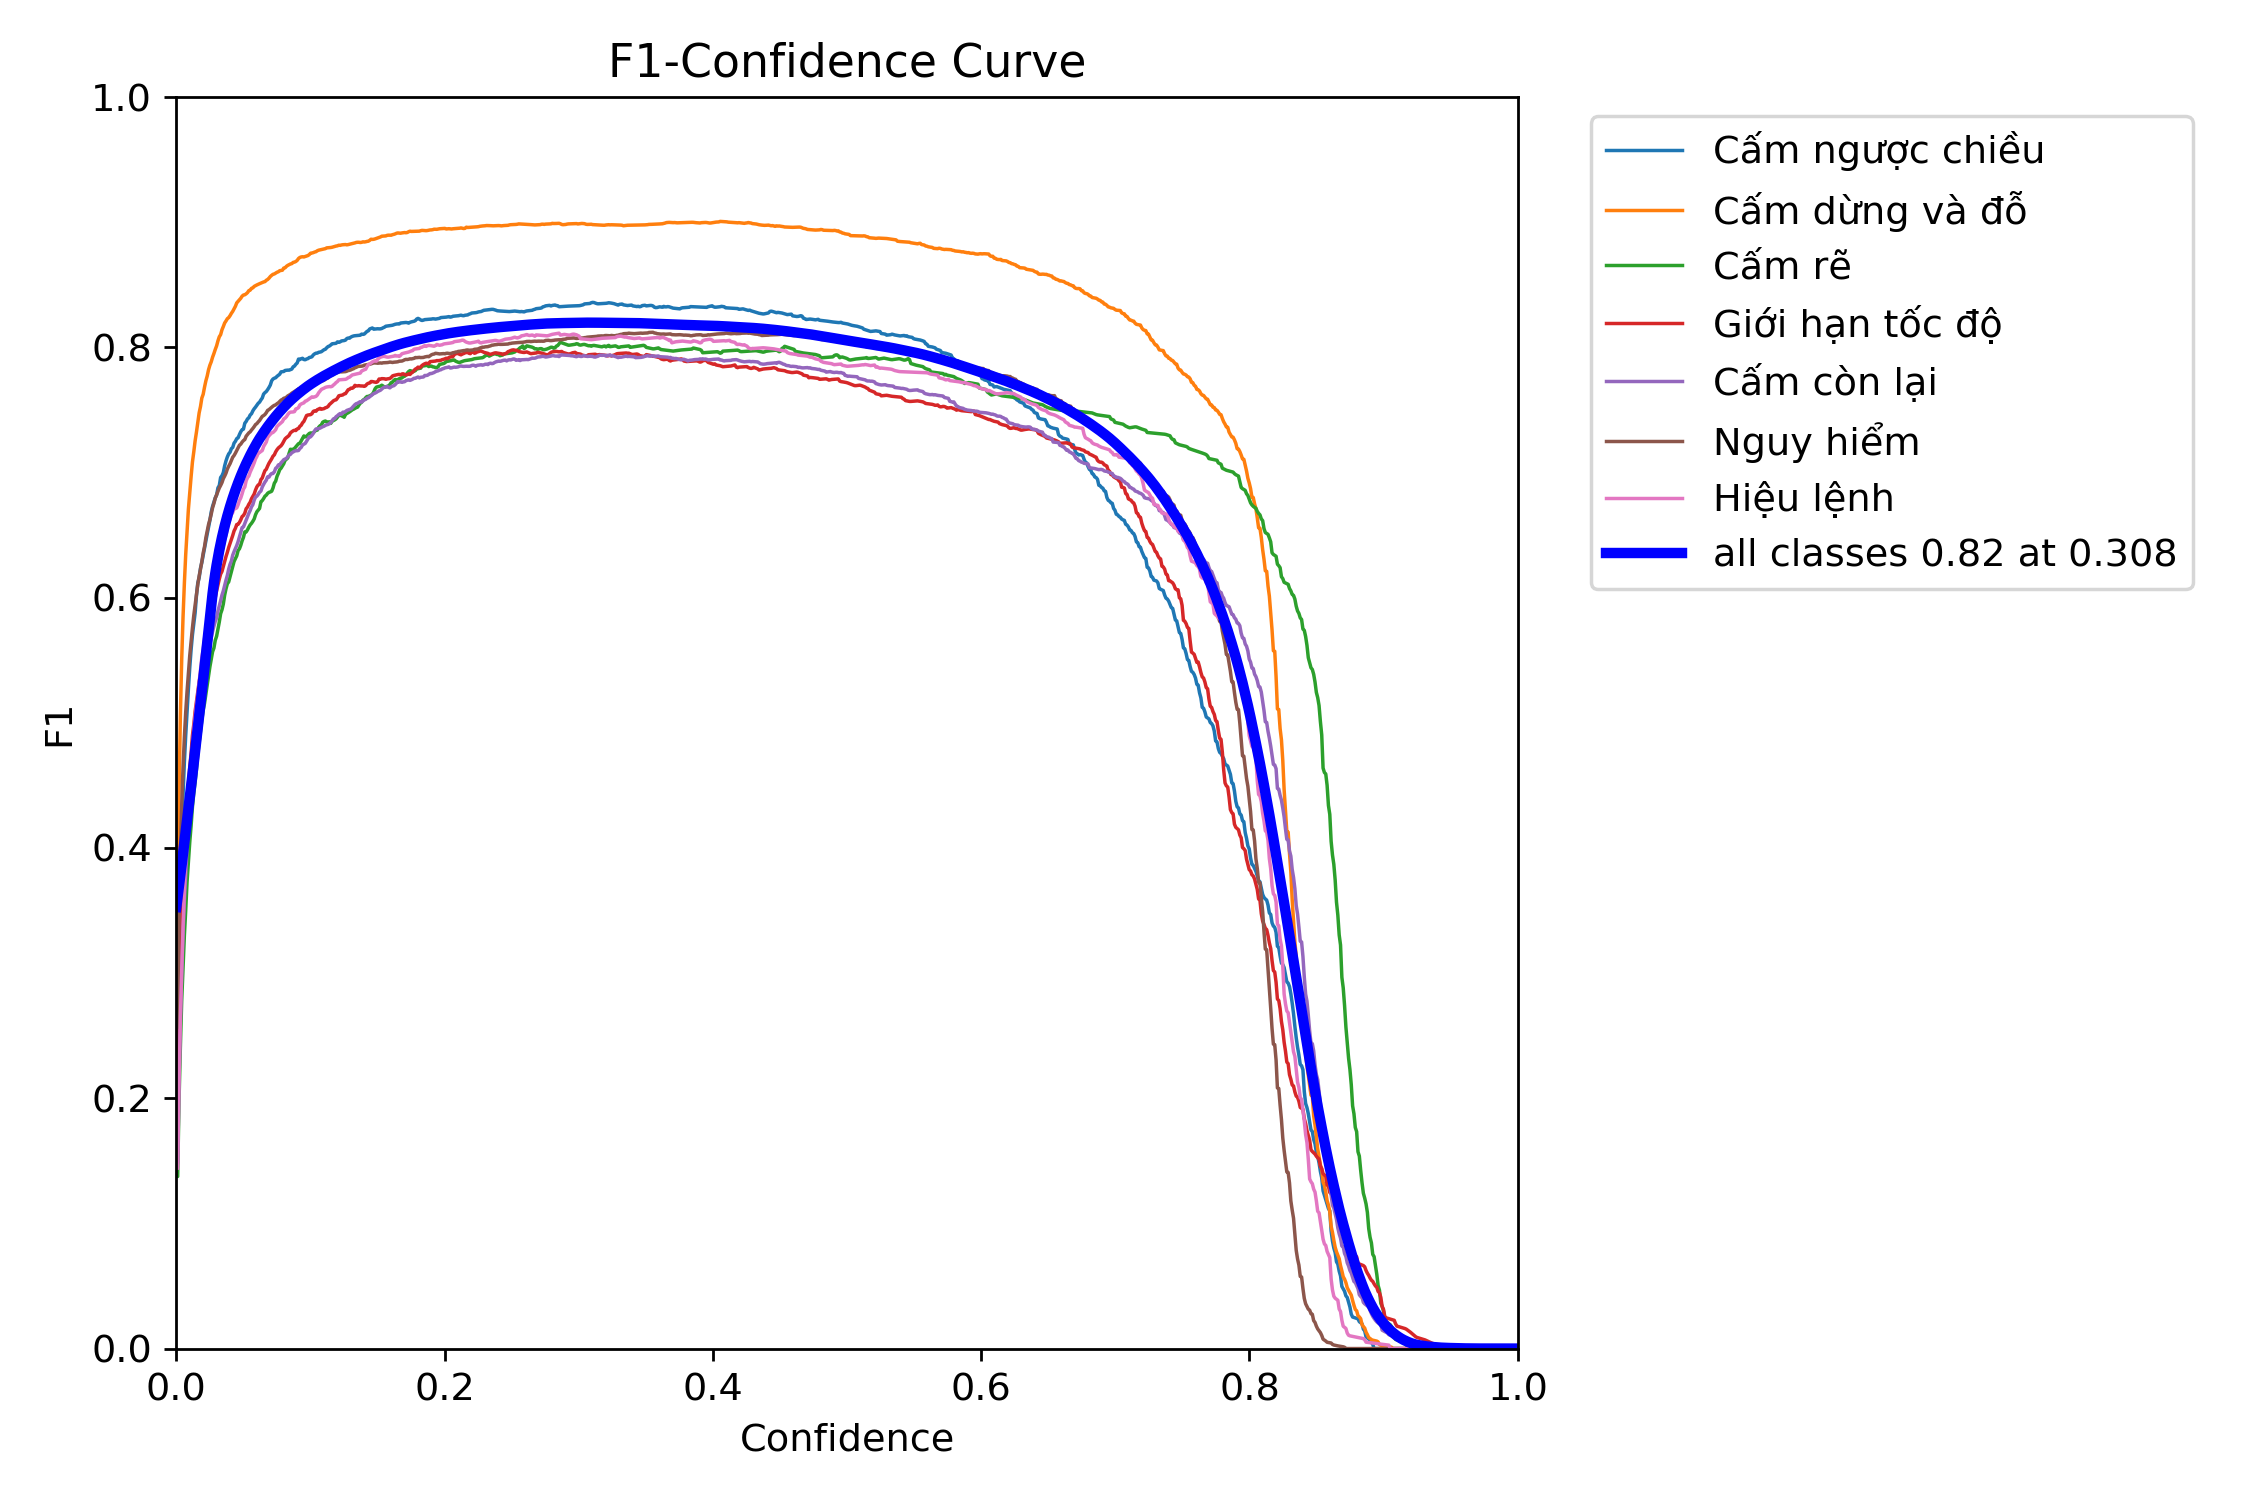 F1-Confidence Curve
1.0
0.8
0.6
0.4
0.2
0.0
F1
0.0 0.2 0.4 0.6 0.8 1.0
Confidence
Cấm ngược chiều
Cấm dừng và đỗ
Cấm rẽ
Giới hạn tốc độ
Cấm còn lại
Nguy hiểm
Hiệu lệnh
all classes 0.82 at 0.308